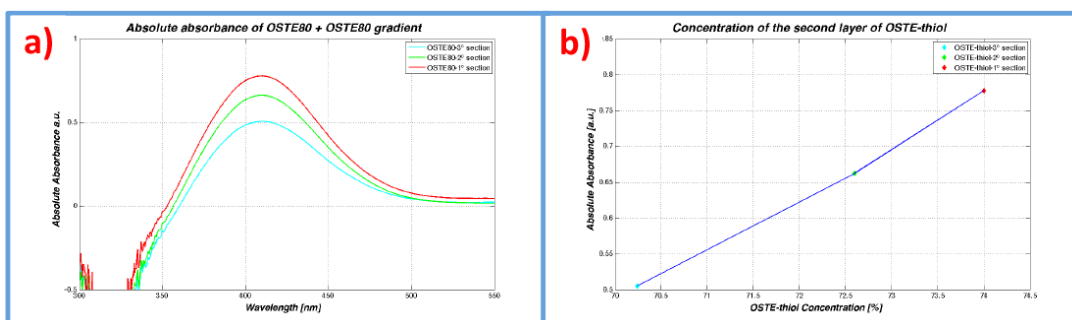 a)
Absolute absorbance of OSTE80 + OSTE80 gradient
OSTE80-3° section
OSTE80-2° section
OSTE80-1° section
Absolute Absorbance a.u.
1
0.5
0
-0.5
300
350
400
450
500
550
Wavelength [nm]
b)
Concentration of the second layer of OSTE-thiol
OSTE-thiol-3° section
OSTE-thiol-2° section
OSTE-thiol-1° section
Absolute Absorbance [a.u.]
0.85
0.8
0.75
0.7
0.65
0.6
0.55
0.5
70
70.5
71
71.5
72
72.5
73
73.5
74
74.5
OSTE-thiol Concentration [%]